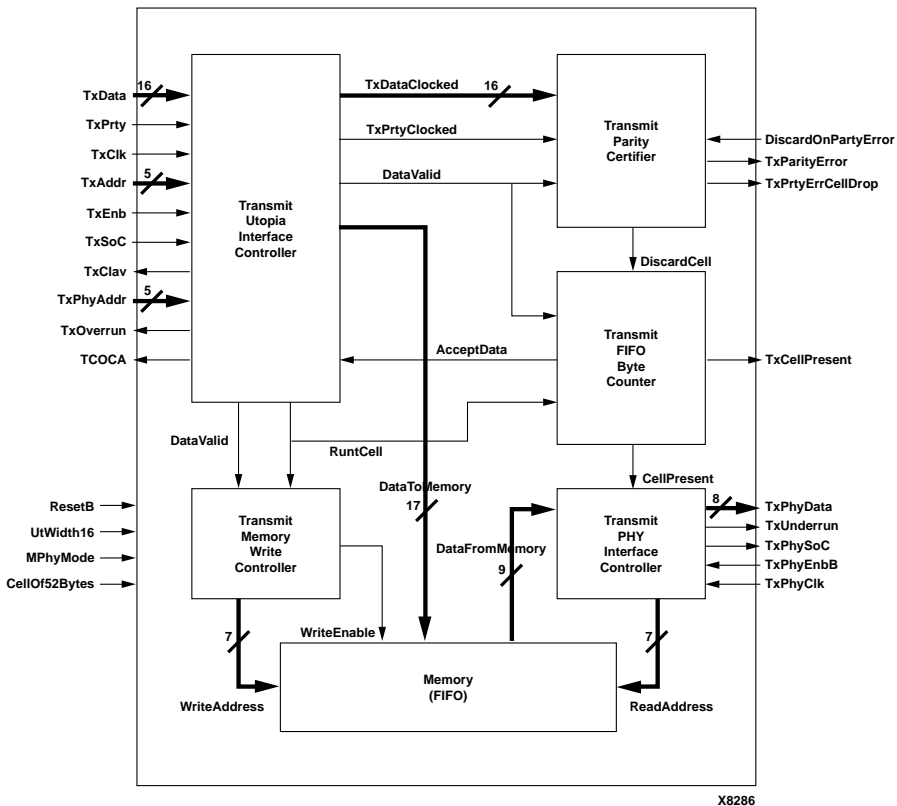 16
TxData
TxPrty
TxClk
5
TxAddr
TxEnb
TxSoC
TxClav
5
TxPhyAddr
TxOverrun
TCOCA
Transmit
Utopia
Interface
Controller
TxDataClocked
16
TxPrtyClocked
DataValid
Transmit
Parity
Certifier
DiscardOnPartyError
TxParityError
TxPrtyErrCellDrop
DiscardCell
Transmit
FIFO
Byte
Counter
AcceptData
TxCellPresent
DataValid
RuntCell
CellPresent
ResetB
UtWidth16
MPhyMode
CellOf52Bytes
Transmit
Memory
Write
Controller
DataToMemory
17
DataFromMemory
9
Transmit
PHY
Interface
Controller
8
TxPhyData
TxUnderrun
TxPhySoC
TxPhyEnbB
TxPhyClk
7
WriteEnable
7
WriteAddress
Memory
(FIFO)
ReadAddress
X8286